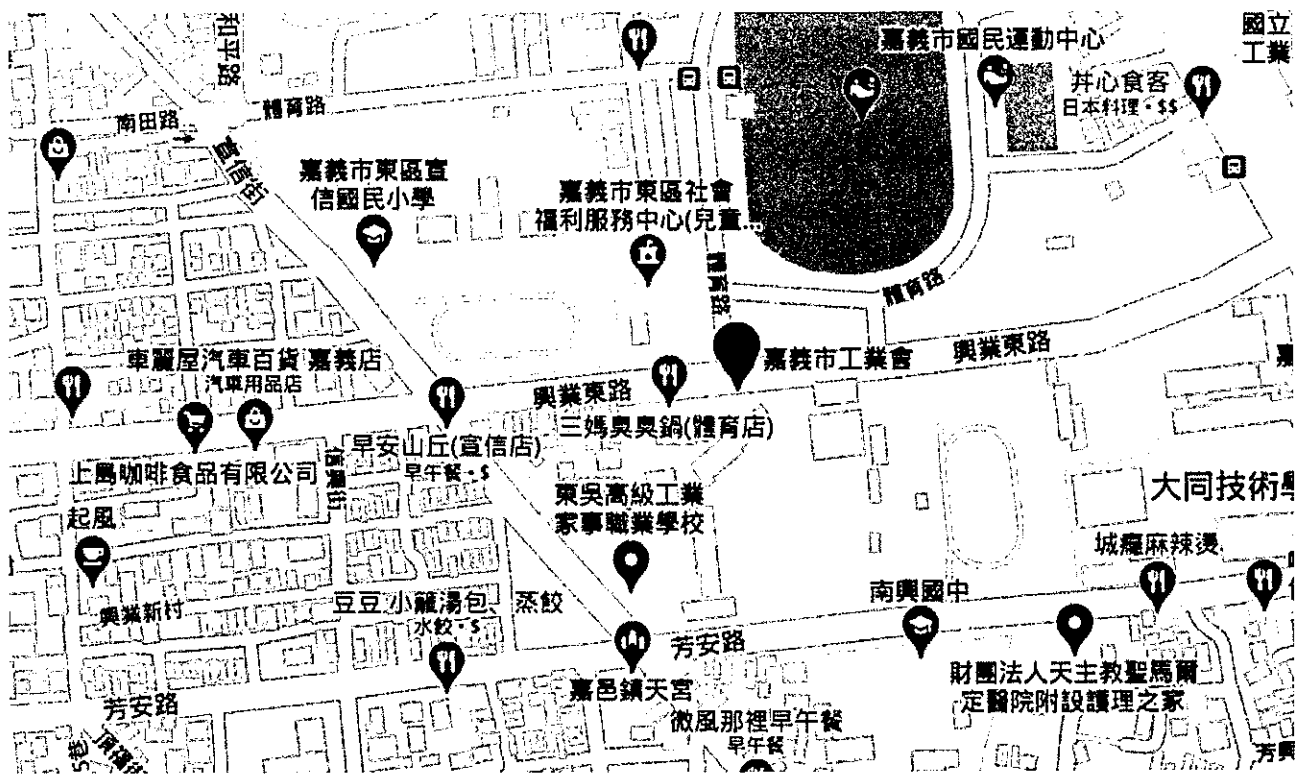 和平路
嘉義市國民運動中心
國立
工業
井心食客
日本料理・$$
南田路
體育路
宣信街
嘉義市東區宣
信國民小學
嘉義市東區社會
福利服務中心(兒童...
體育路
體育路
東麗屋汽車百貨 嘉義店
汽車用品店
嘉義市工業會
興業東路
興業東路
三媽臭臭鍋(體育店)
早安山丘(宣信店)
早午餐・$
上島咖啡食品有限公司
信興街
起風
東吳高級工業
家事職業學校
大同技術學
城癮麻辣燙
興業新村
豆豆 小籠湯包、蒸餃
水餃・$
南興國中
芳安路
嘉邑鎮天宮
財團法人天主教聖馬爾
定醫院附設護理之家
芳安路
微風那裡早午餐
早午餐
芳興